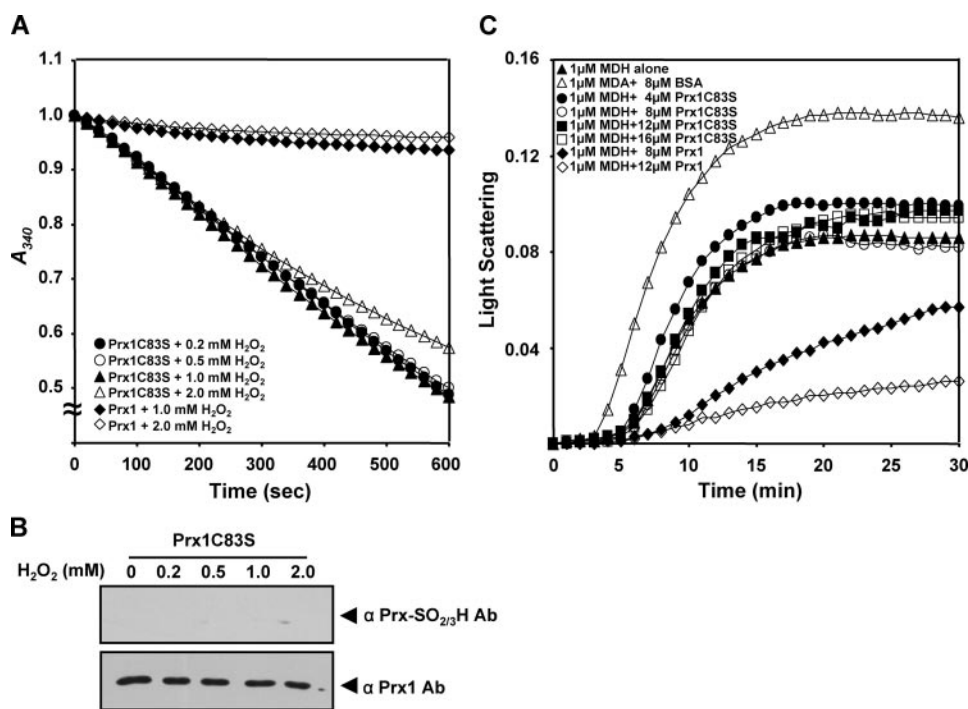 A
1.1
1.0
0.9
0.8
0.7
0.6
0.5
A340
Prx1C83S + 0.2 mM H2O2
Prx1C83S + 0.5 mM H2O2
Prx1C83S + 1.0 mM H2O2
Prx1C83S + 2.0 mM H2O2
Prx1 + 1.0 mM H2O2
Prx1 + 2.0 mM H2O2
0 100 200 300 400 500 600
Time (sec)
B
Prx1C83S
H2O2 (mM) 0 0.2 0.5 1.0 2.0
α Prx-SO2/3H Ab
α Prx1 Ab
C
0.16
0.12
0.08
0.04
Light Scattering
1μM MDH alone
1μM MDA+ 8μM BSA
1μM MDH+ 4μM Prx1C83S
1μM MDH+ 8μM Prx1C83S
1μM MDH+12μM Prx1C83S
1μM MDH+16μM Prx1C83S
1μM MDH+ 8μM Prx1
1μM MDH+12μM Prx1
0 5 10 15 20 25 30
Time (min)